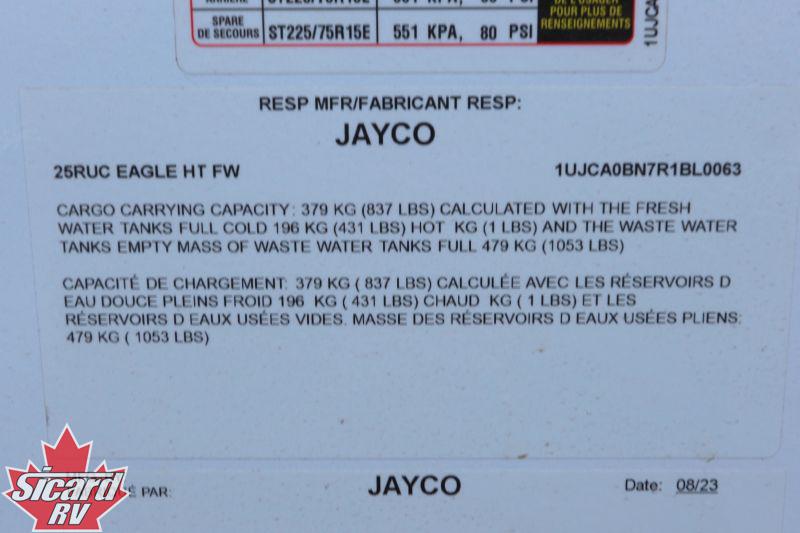 ST225/75R15E
DE L'USAGER
POUR PLUS DE
RENSEIGNEMENTS
SPARE
DE SECOURS
ST225/75R15E
551 KPA, 80 PSI
1UJCA
RESP MFR/FABRICANT RESP:
JAYCO
25RUC EAGLE HT FW 1UJCA0BN7R1BL0063
CARGO CARRYING CAPACITY: 379 KG (837 LBS) CALCULATED WITH THE FRESH
WATER TANKS FULL COLD 196 KG (431 LBS) HOT KG (1 LBS) AND THE WASTE WATER
TANKS EMPTY MASS OF WASTE WATER TANKS FULL 479 KG (1053 LBS)
CAPACITÉ DE CHARGEMENT: 379 KG ( 837 LBS) CALCULÉE AVEC LES RÉSERVOIRS D
EAU DOUCE PLEINS FROID 196 KG ( 431 LBS) CHAUD KG ( 1 LBS) ET LES
RÉSERVOIRS D EAUX USÉES VIDES. MASSE DES RÉSERVOIRS D EAUX USÉES PLIENS:
479 KG ( 1053 LBS)
PAR: JAYCO Date: 08/23
Sicard
RV